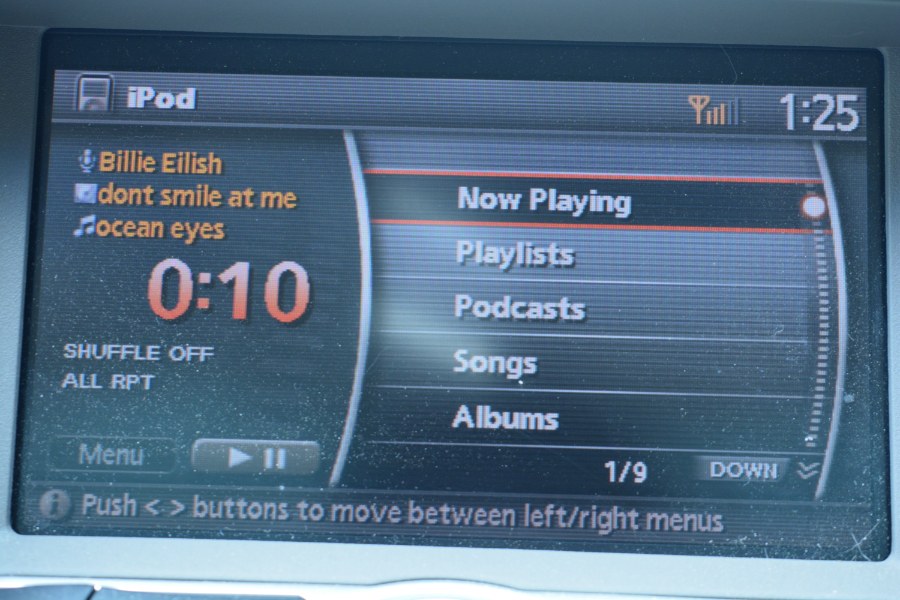 iPod
1:25
Billie Eilish
dont smile at me
ocean eyes
0:10
SHUFFLE OFF
ALL RPT
Menu
Now Playing
Playlists
Podcasts
Songs
Albums
1/9 DOWN
Push < > buttons to move between left/right menus